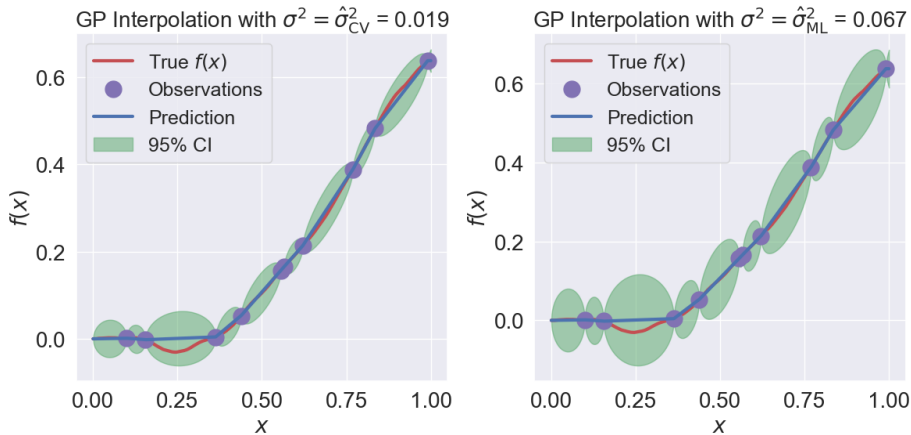 GP Interpolation with σ² = σ̂²_CV = 0.019
f(x)
0.6
0.4
0.2
0.0
True f(x)
Observations
Prediction
95% CI
0.00 0.25 0.50 0.75 1.00
x
GP Interpolation with σ² = σ̂²_ML = 0.067
f(x)
0.6
0.4
0.2
0.0
True f(x)
Observations
Prediction
95% CI
0.00 0.25 0.50 0.75 1.00
x